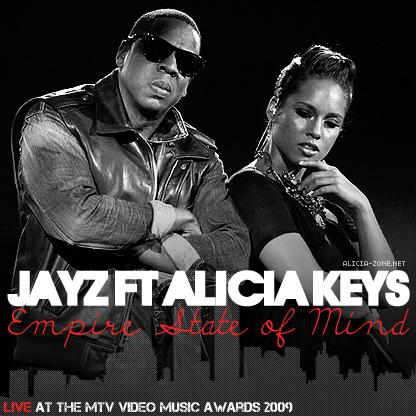 ALICIA-ZONE.NET
JAYZ FT ALICIA KEYS
Empire State of Mind
LIVE AT THE MTV VIDEO MUSIC AWARDS 2009